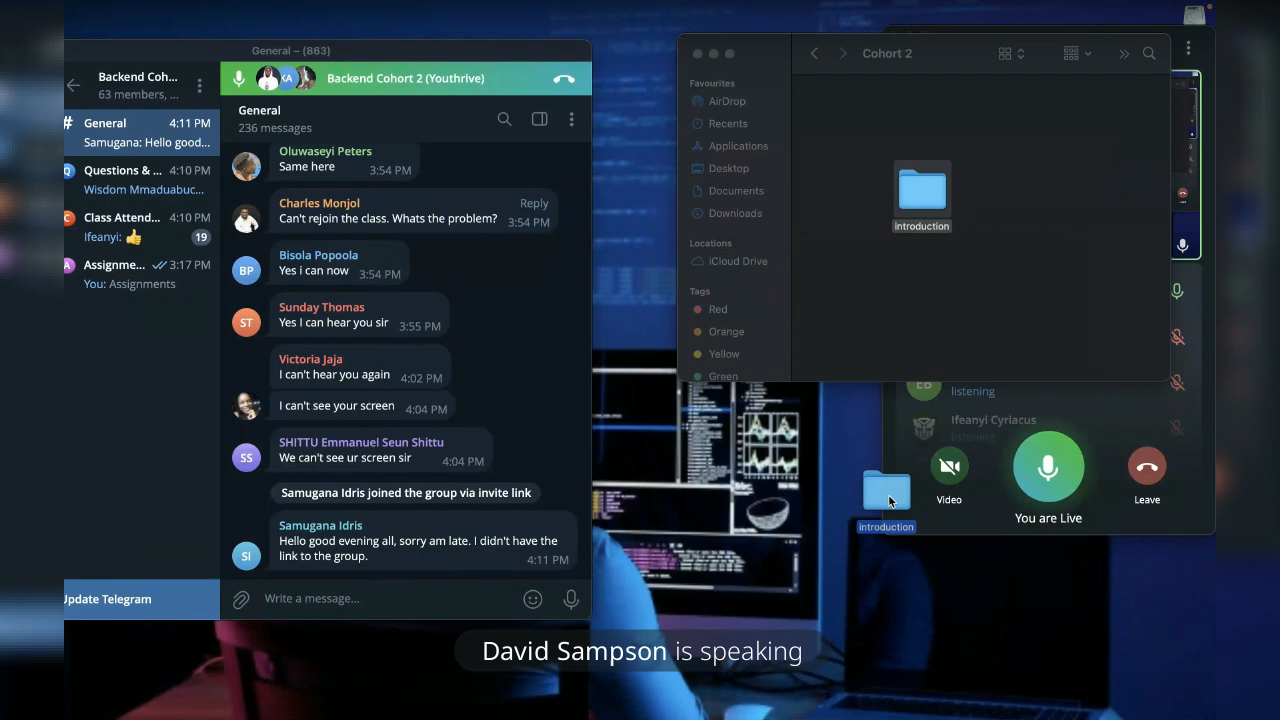 General – (863)
Backend Coh...
63 members, ...
General 4:11 PM
Samugana: Hello good...
Questions & ... 4:10 PM
Wisdom Mmaduabuc...
Class Attend... 4:10 PM
Ifeanyi: 👍 19
Assignme... 3:17 PM
You: Assignments
Update Telegram
Backend Cohort 2 (Youthrive)
General
236 messages
Oluwaseyi Peters
Same here 3:54 PM
Charles Monjol Reply
Can't rejoin the class. Whats the problem? 3:54 PM
BP
Bisola Popoola
Yes i can now 3:54 PM
ST
Sunday Thomas
Yes I can hear you sir 3:55 PM
Victoria Jaja
I can't hear you again 4:02 PM
I can't see your screen 4:04 PM
SS
SHITTU Emmanuel Seun Shittu
We can't see ur screen sir 4:04 PM
Samugana Idris joined the group via invite link
SI
Samugana Idris
Hello good evening all, sorry am late. I didn't have the
link to the group. 4:11 PM
Write a message...
Cohort 2
Favourites
AirDrop
Recents
Applications
Desktop
Documents
Downloads
Locations
iCloud Drive
Tags
Red
Orange
Yellow
Green
introduction
EB
listening
Ifeanyi Cyriacus
listening
introduction
Video
You are Live
Leave
David Sampson is speaking